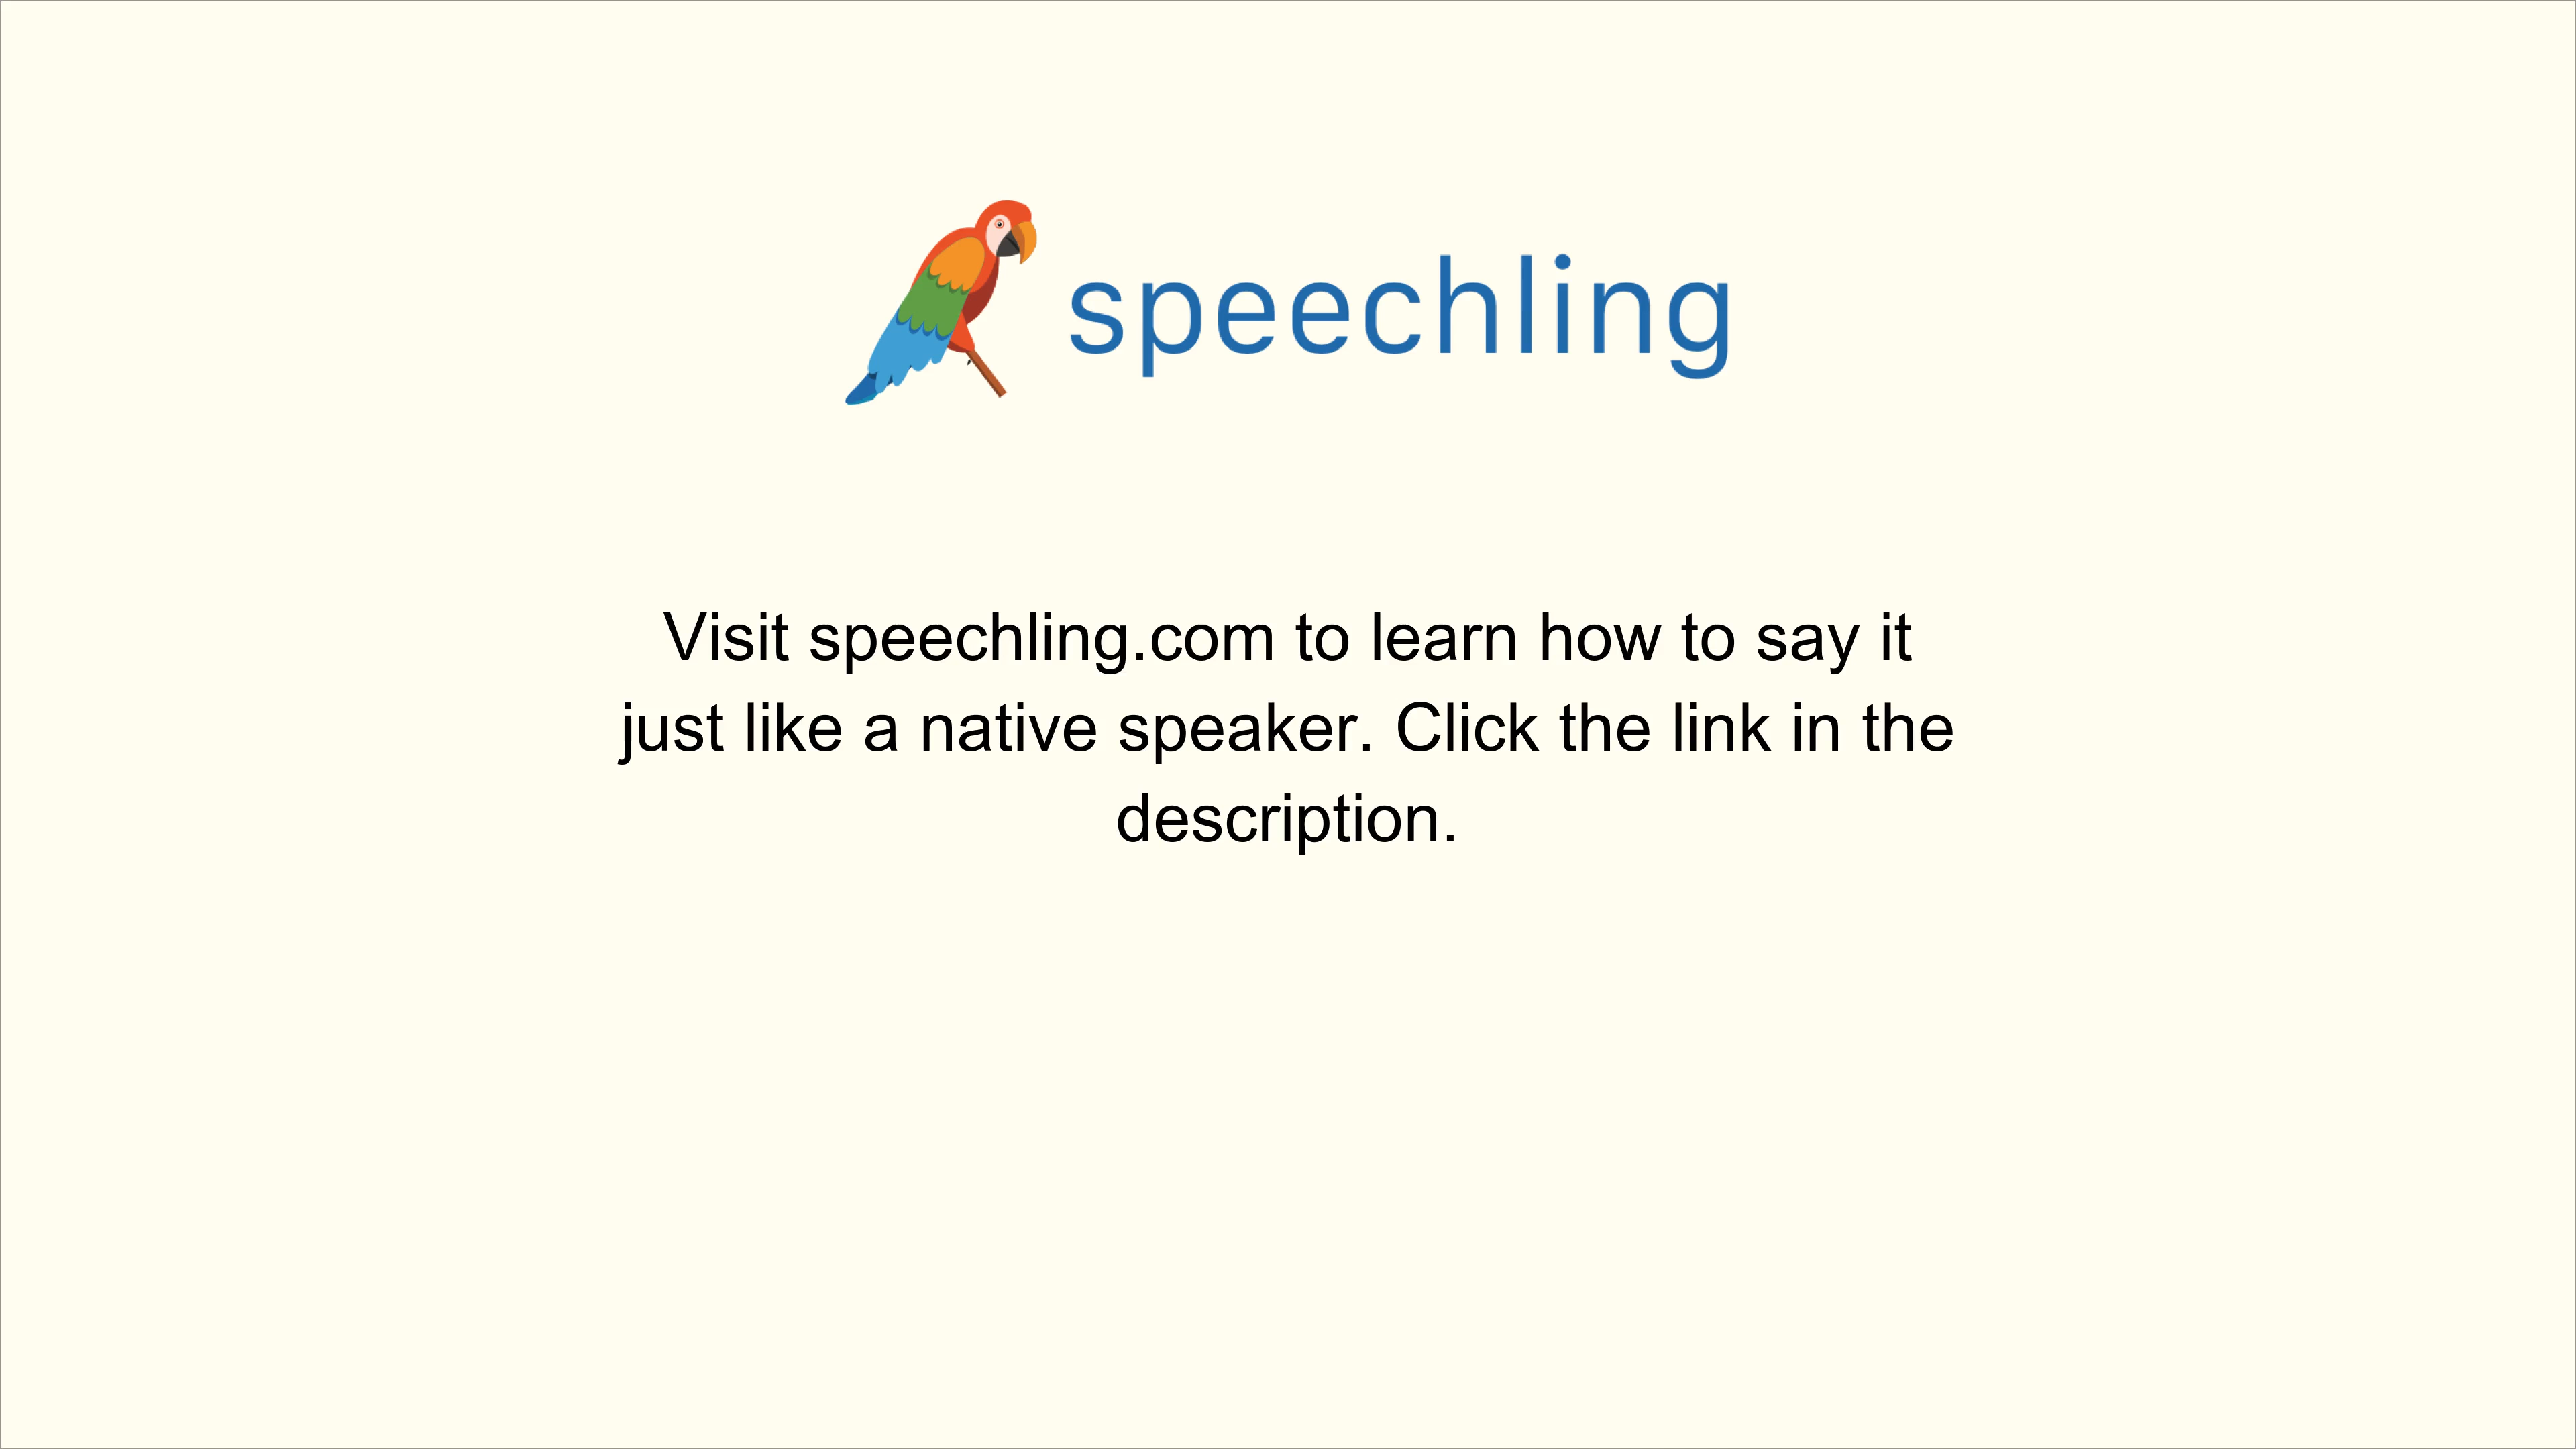 speechling
Visit speechling.com to learn how to say it
just like a native speaker. Click the link in the
description.